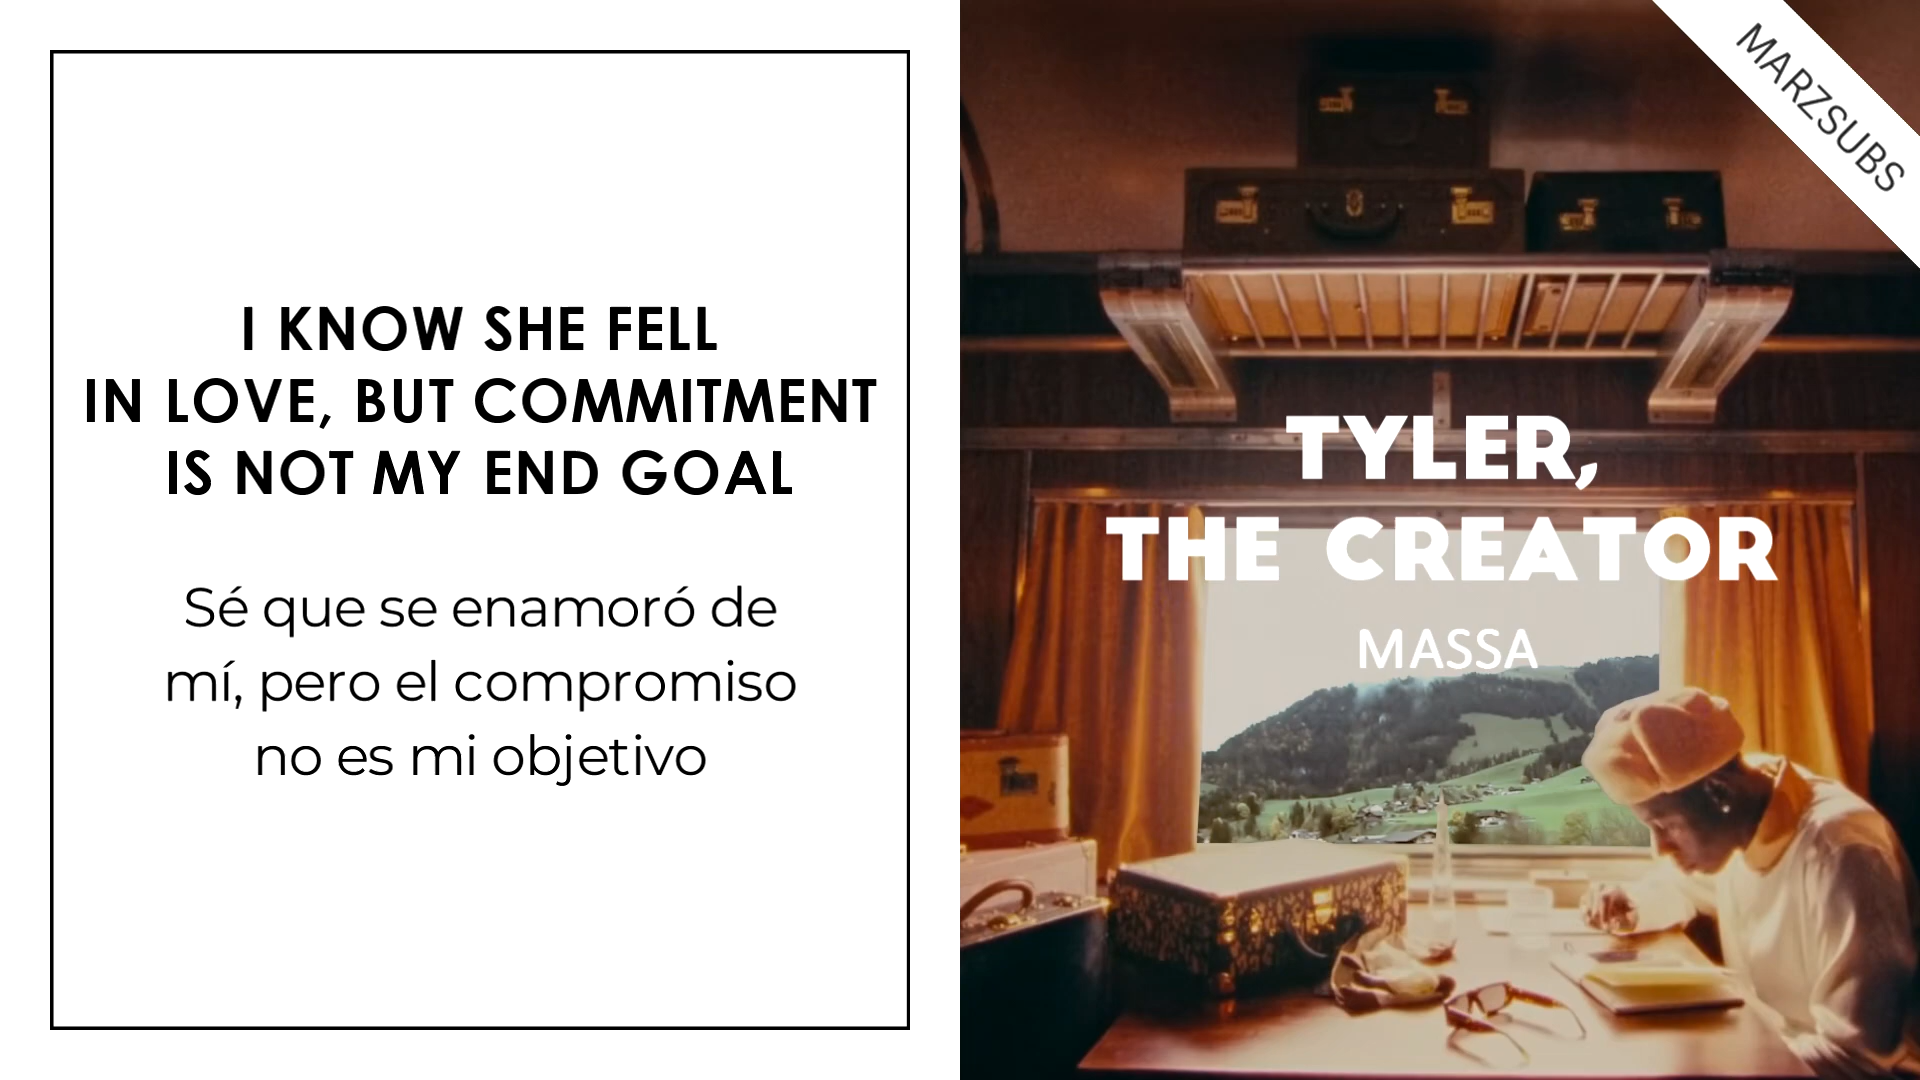 I KNOW SHE FELL
IN LOVE, BUT COMMITMENT
IS NOT MY END GOAL
Sé que se enamoró de
mí, pero el compromiso
no es mi objetivo
MARZSUBS
TYLER,
THE CREATOR
MASSA